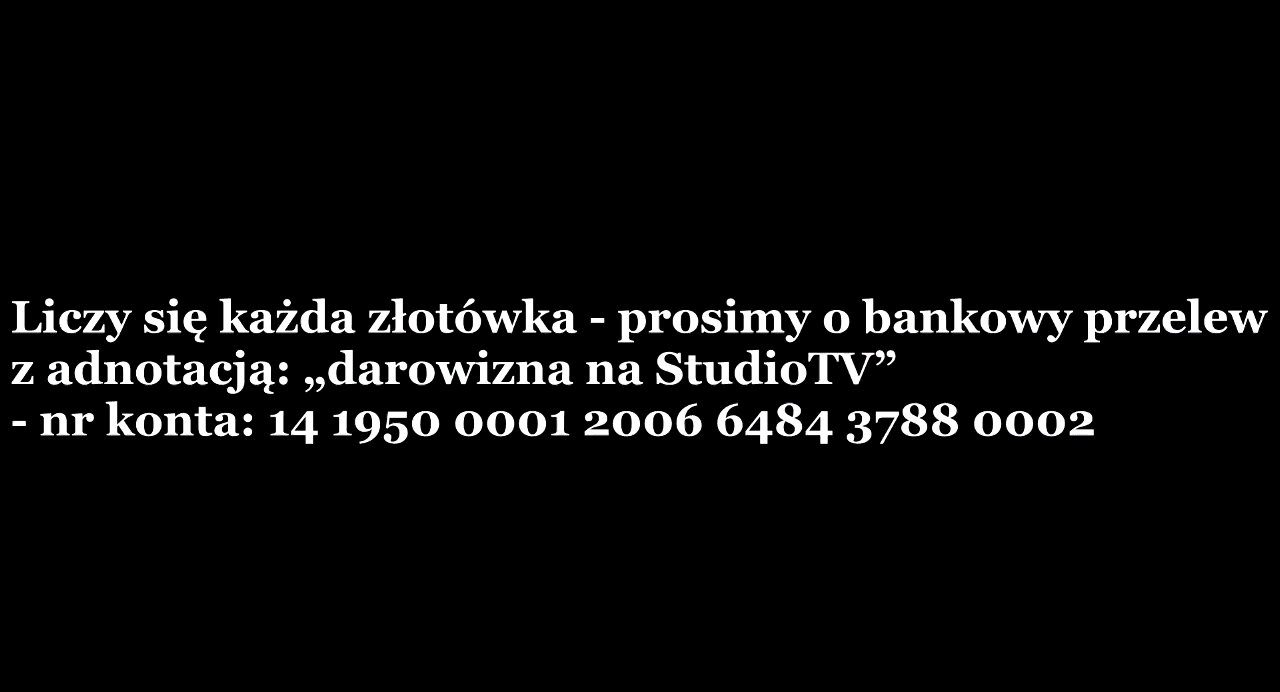 Liczy się każda złotówka - prosimy o bankowy przelew
z adnotacją: „darowizna na StudioTV”
- nr konta: 14 1950 0001 2006 6484 3788 0002